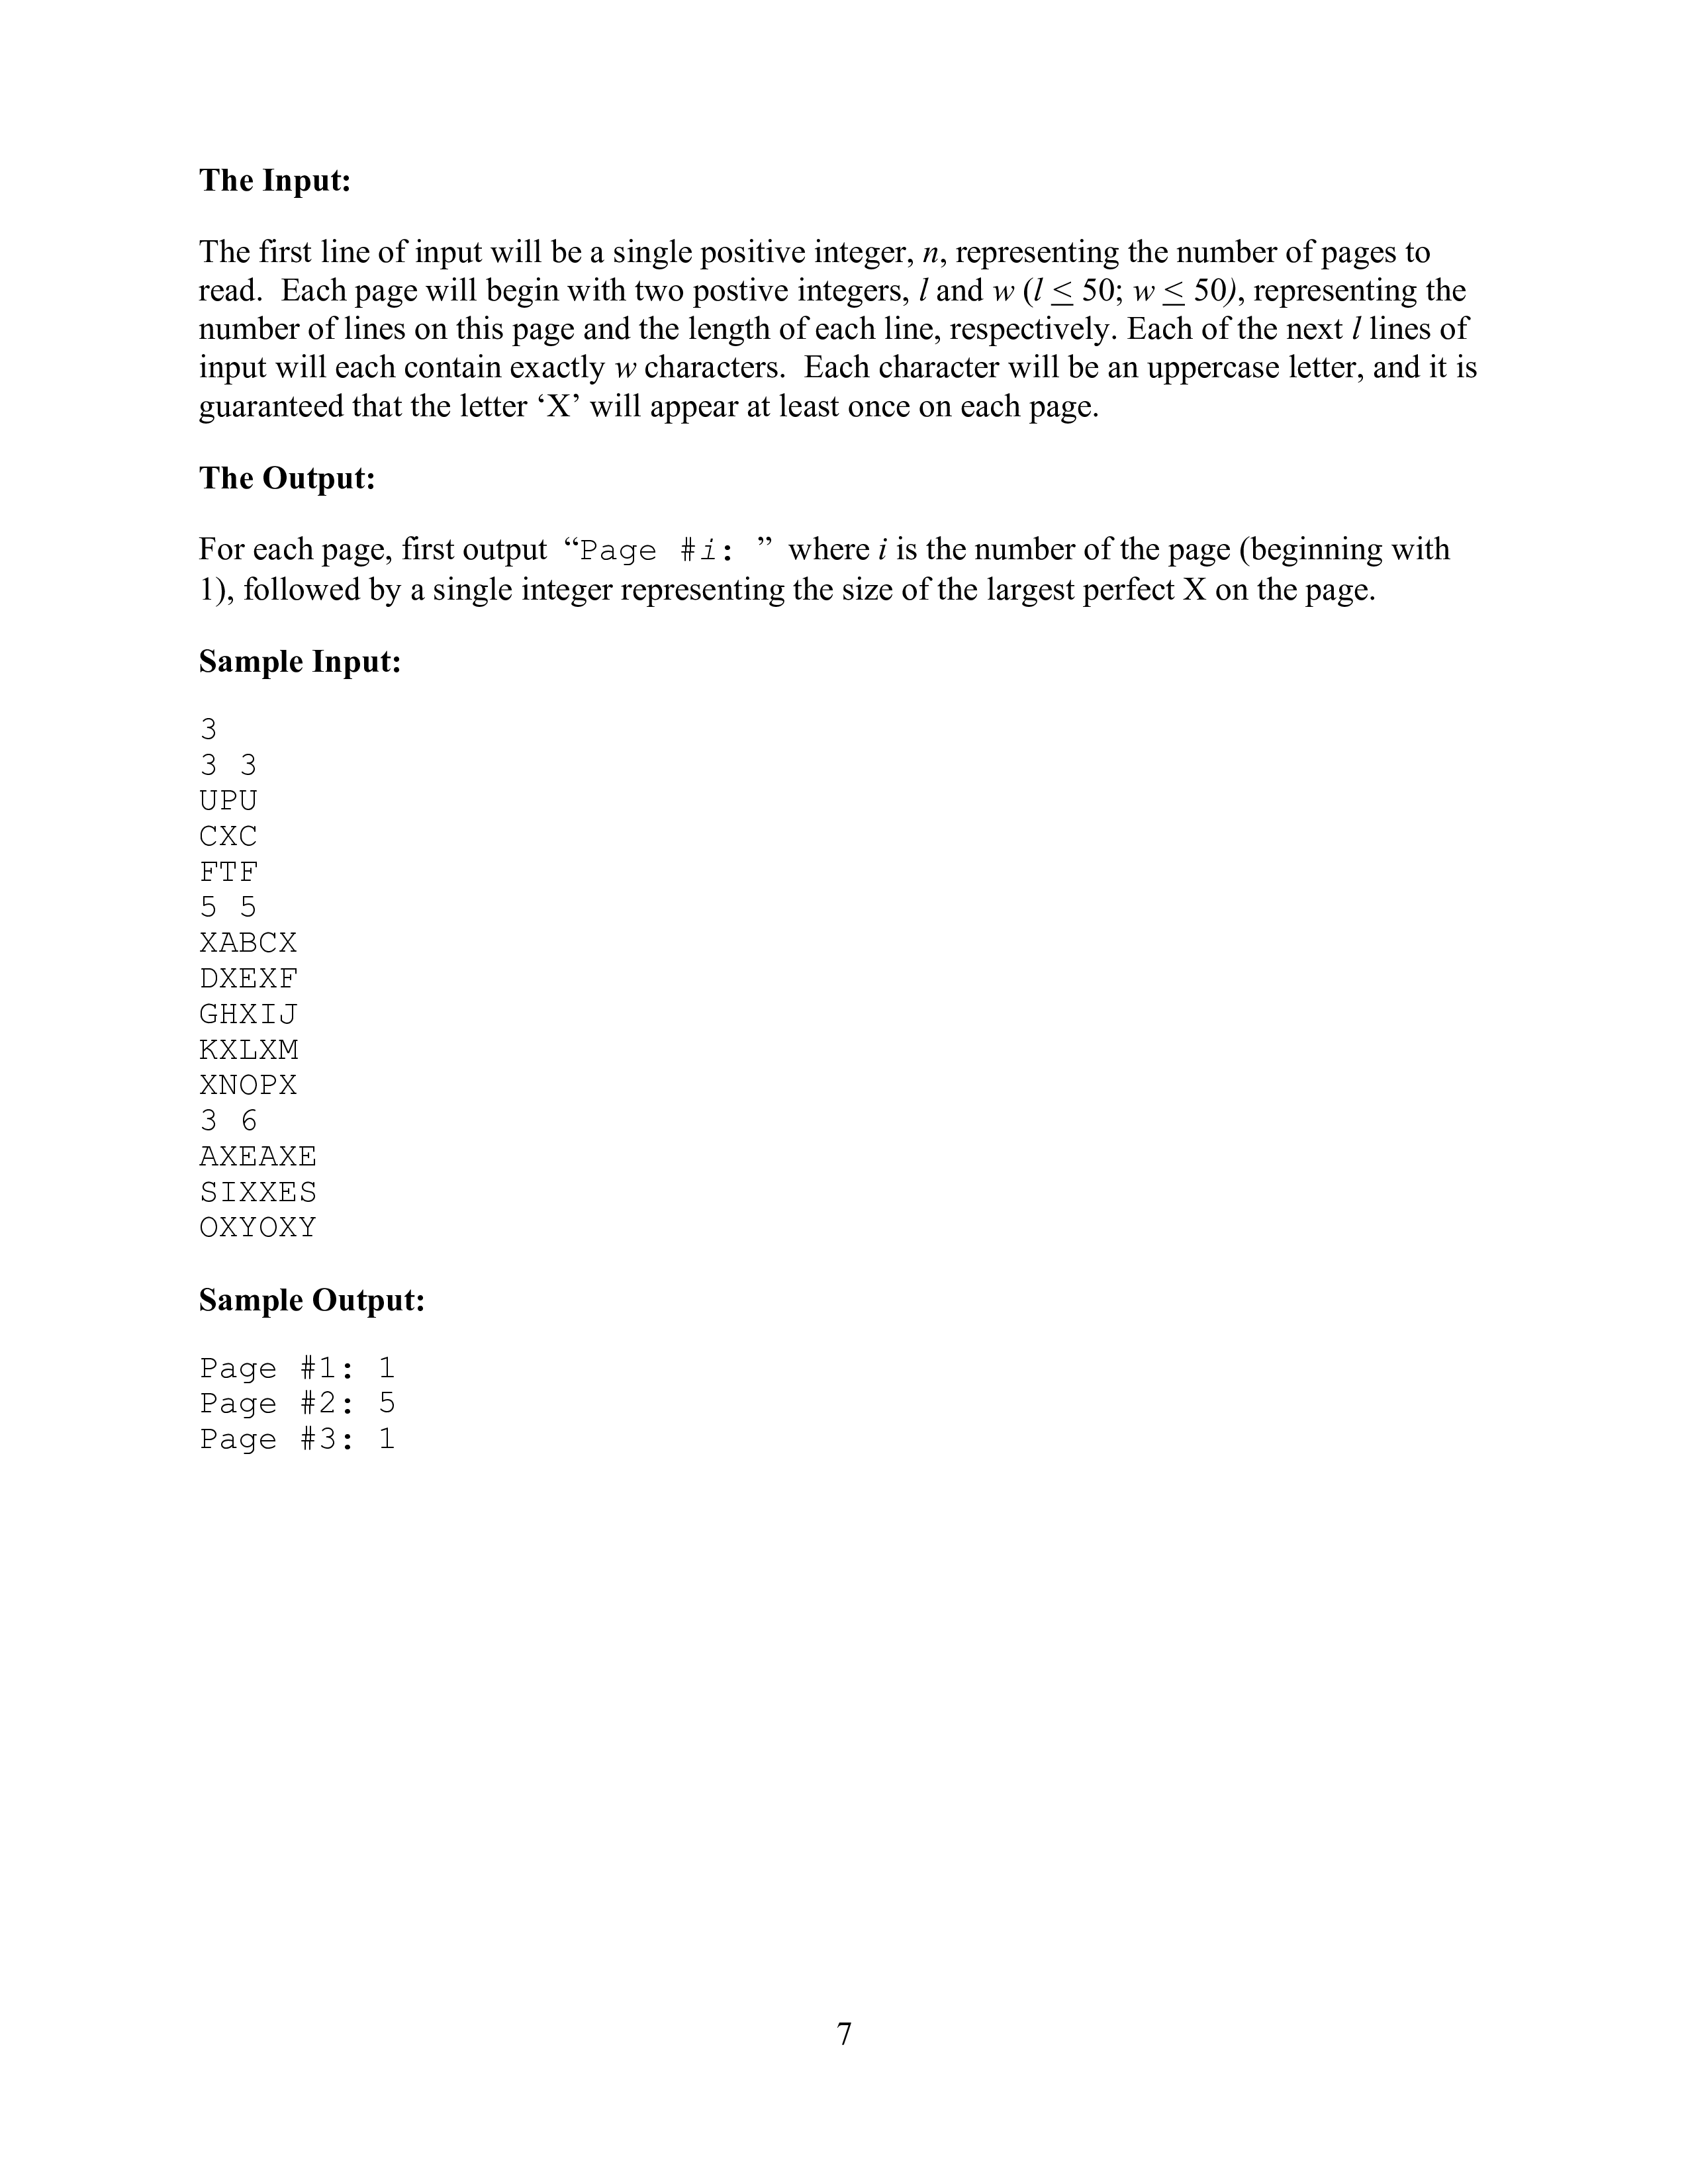 The Input:
The first line of input will be a single positive integer, n, representing the number of pages to
read.  Each page will begin with two postive integers, l and w (l ≤ 50; w ≤ 50), representing the
number of lines on this page and the length of each line, respectively. Each of the next l lines of
input will each contain exactly w characters.  Each character will be an uppercase letter, and it is
guaranteed that the letter ‘X’ will appear at least once on each page.
The Output:
For each page, first output “Page #i: ” where i is the number of the page (beginning with
1), followed by a single integer representing the size of the largest perfect X on the page.
Sample Input:
3
3 3
UPU
CXC
FTF
5 5
XABCX
DXEXF
GHXIJ
KXLXM
XNOPX
3 6
AXEAXE
SIXXES
OXYOXY
Sample Output:
Page #1: 1
Page #2: 5
Page #3: 1
7